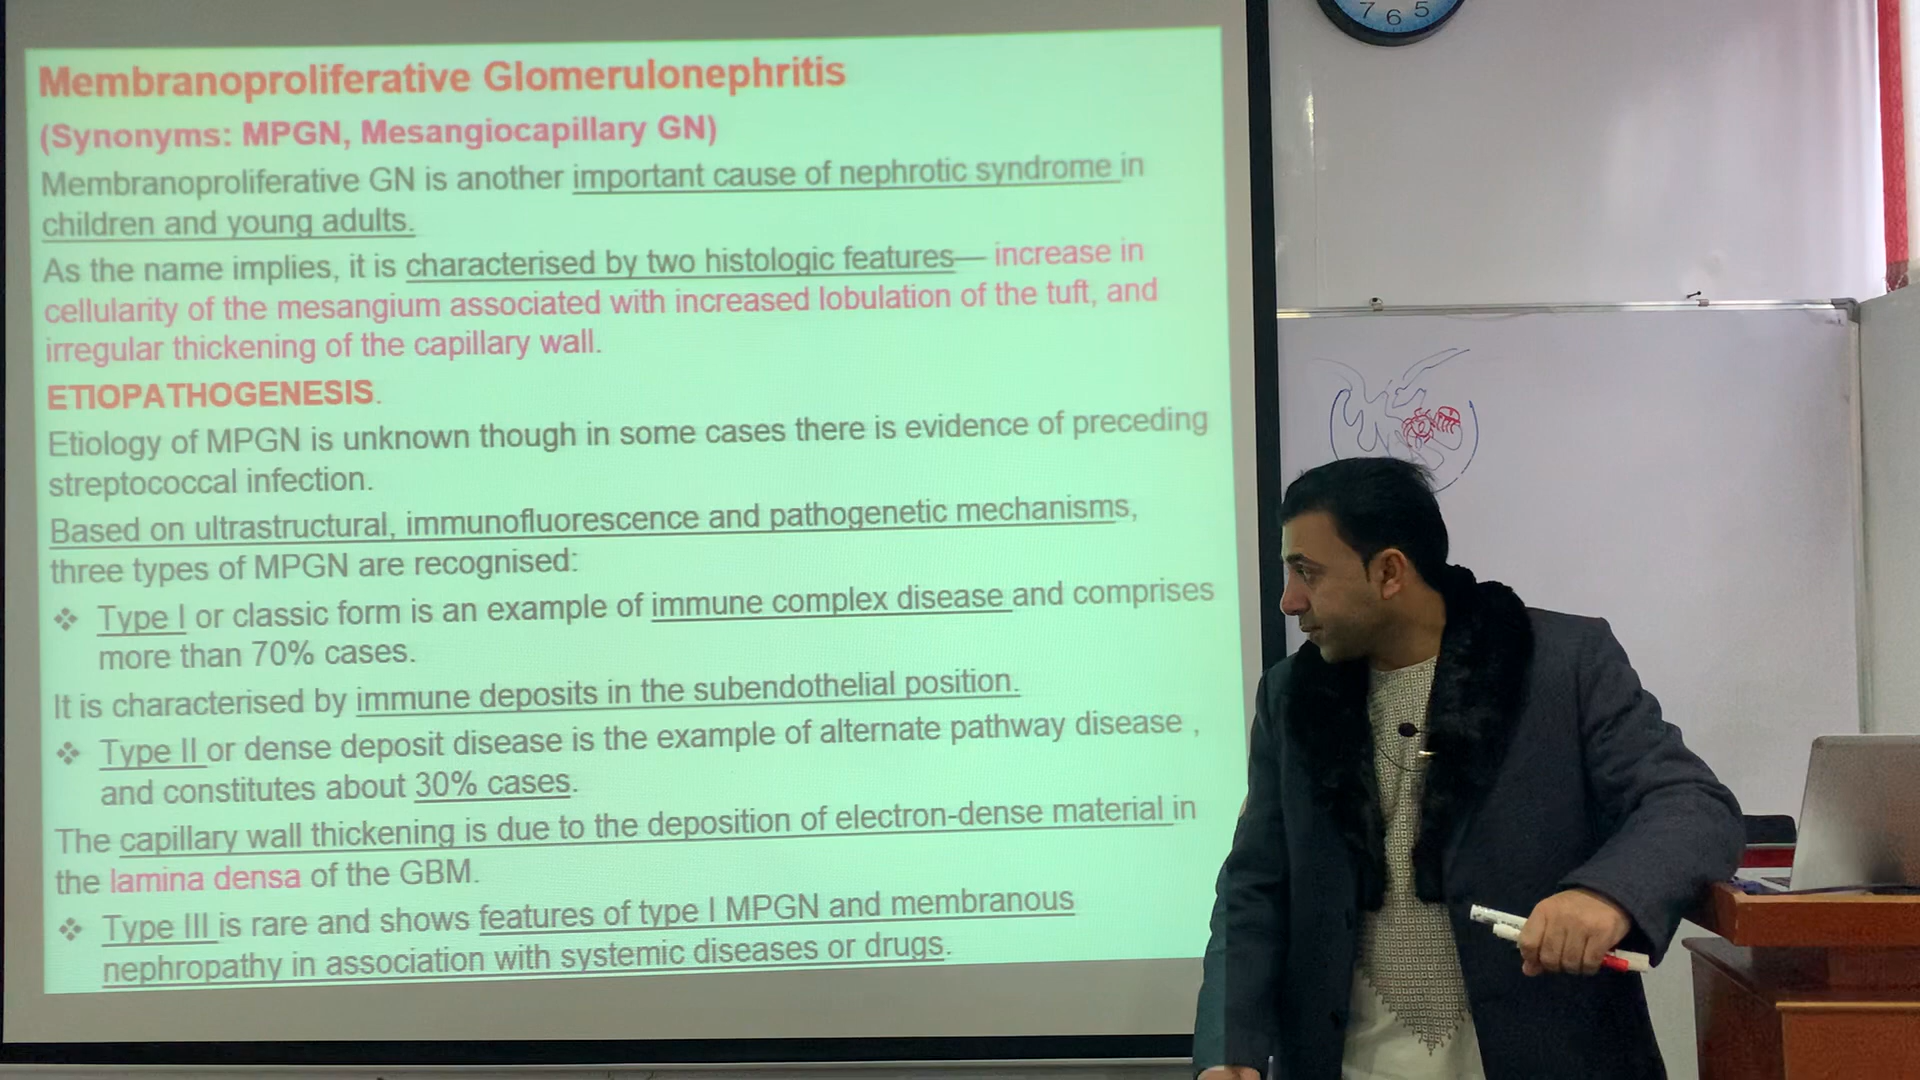 7 6 5
Membranoproliferative Glomerulonephritis
(Synonyms: MPGN, Mesangiocapillary GN)
Membranoproliferative GN is another important cause of nephrotic syndrome in
children and young adults.
As the name implies, it is characterised by two histologic features— increase in
cellularity of the mesangium associated with increased lobulation of the tuft, and
irregular thickening of the capillary wall.
ETIOPATHOGENESIS.
Etiology of MPGN is unknown though in some cases there is evidence of preceding
streptococcal infection.
Based on ultrastructural, immunofluorescence and pathogenetic mechanisms,
three types of MPGN are recognised:
❖ Type I or classic form is an example of immune complex disease and comprises
more than 70% cases.
It is characterised by immune deposits in the subendothelial position.
❖ Type II or dense deposit disease is the example of alternate pathway disease ,
and constitutes about 30% cases.
The capillary wall thickening is due to the deposition of electron-dense material in
the lamina densa of the GBM.
❖ Type III is rare and shows features of type I MPGN and membranous
nephropathy in association with systemic diseases or drugs.